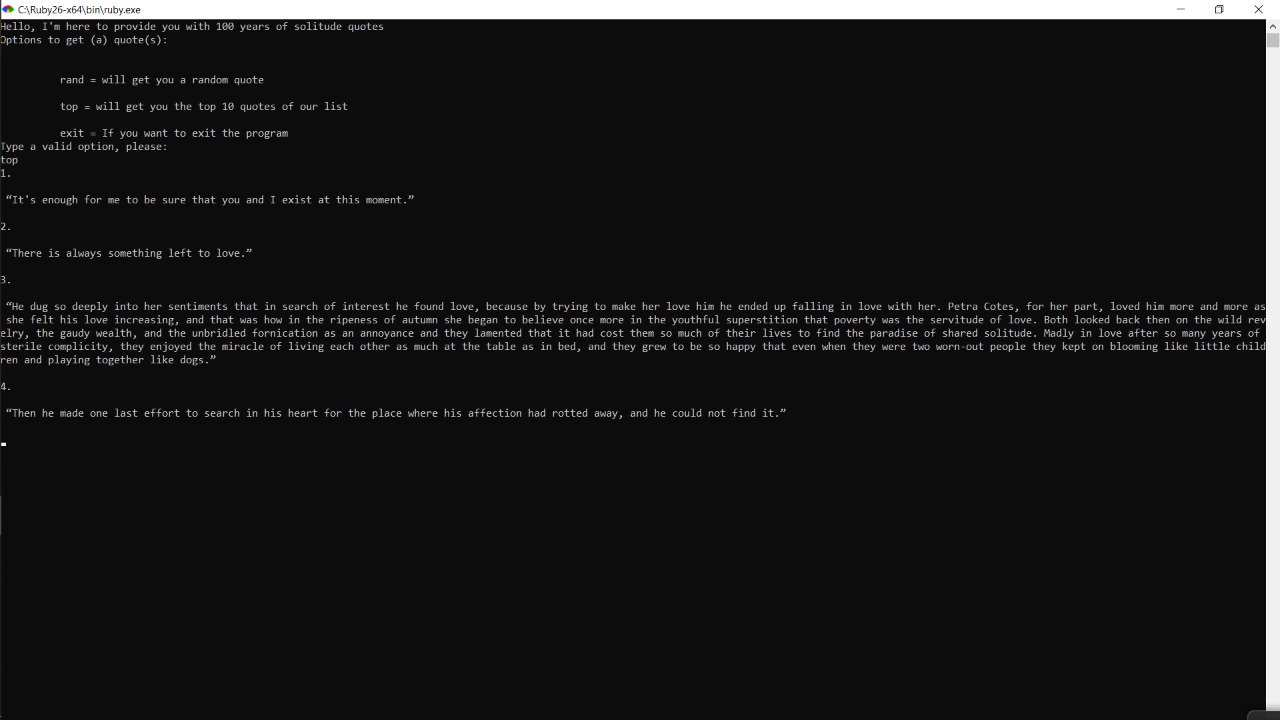 C:\Ruby26-x64\bin\ruby.exe
Hello, I'm here to provide you with 100 years of solitude quotes
Options to get (a) quote(s):
rand = will get you a random quote
top = will get you the top 10 quotes of our list
exit = If you want to exit the program
Type a valid option, please:
top
1.
“It's enough for me to be sure that you and I exist at this moment.”
2.
“There is always something left to love.”
3.
“He dug so deeply into her sentiments that in search of interest he found love, because by trying to make her love him he ended up falling in love with her. Petra Cotes, for her part, loved him more and more as
she felt his love increasing, and that was how in the ripeness of autumn she began to believeonce more in the youthful superstition that poverty was the servitude of love. Both looked back then on the wild rev
elry, the gaudy wealth, and the unbridled fornication as an annoyance and they lamented that it had cost them so much of their lives to find the paradise of shared solitude. Madly in love after so many years of
sterile complicity, they enjoyed the miracle of living each other as much at the table as in bed, and they grew to be so happy that even when they were two worn-out people they kept on blooming like little child
ren and playing together like dogs.”
4.
“Then he made one last effort to search in his heart for the place where his affection had rotted away, and he could not find it.”